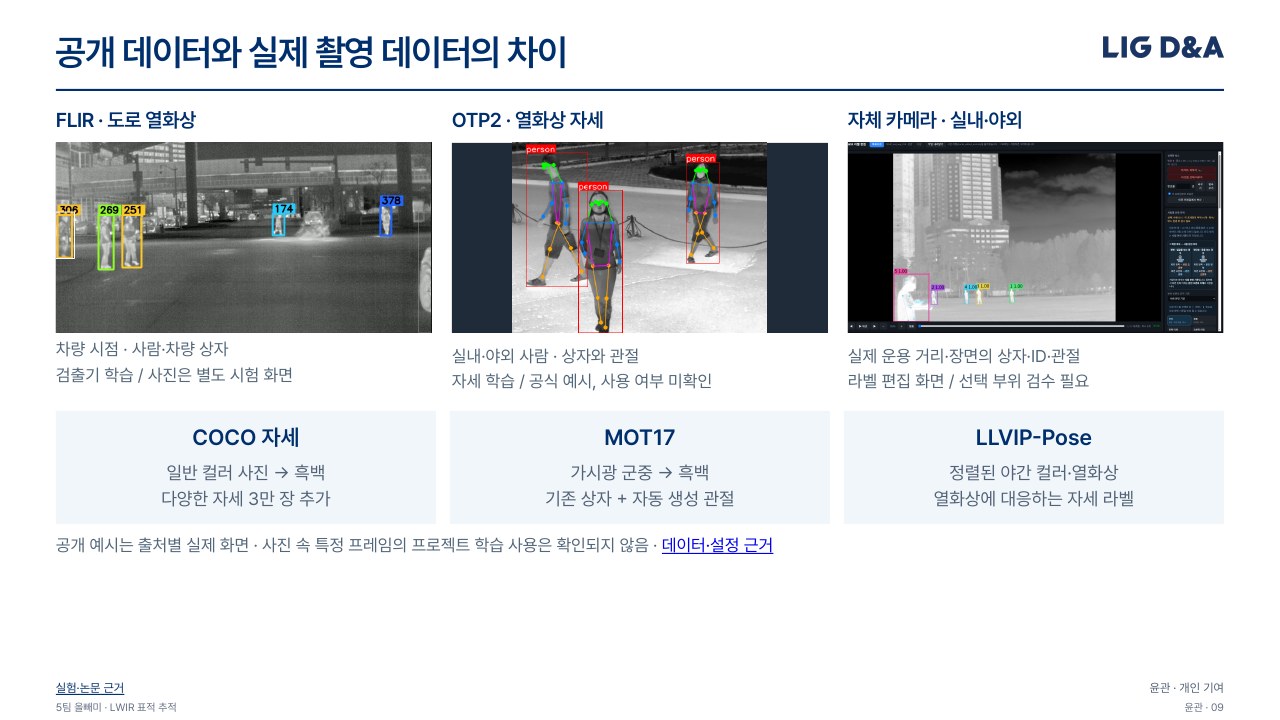 공개 데이터와 실제 촬영 데이터의 차이
LIG D&A
FLIR · 도로 열화상
OTP2 · 열화상 자세
자체 카메라 · 실내·야외
306
269
251
174
378
person
person
person
차량 시점 · 사람·차량 상자
검출기 학습 / 사진은 별도 시험 화면
실내·야외 사람 · 상자와 관절
자세 학습 / 공식 예시, 사용 여부 미확인
실제 운용 거리·장면의 상자·ID·관절
라벨 편집 화면 / 선택 부위 검수 필요
COCO 자세
일반 컬러 사진 → 흑백
다양한 자세 3만 장 추가
MOT17
가시광 군중 → 흑백
기존 상자 + 자동 생성 관절
LLVIP-Pose
정렬된 야간 컬러·열화상
열화상에 대응하는 자세 라벨
공개 예시는 출처별 실제 화면 · 사진 속 특정 프레임의 프로젝트 학습 사용은 확인되지 않음 · 데이터·설정 근거
실험·논문 근거
5팀 올빼미 · LWIR 표적 추적
윤관 · 개인 기여
윤관 · 09